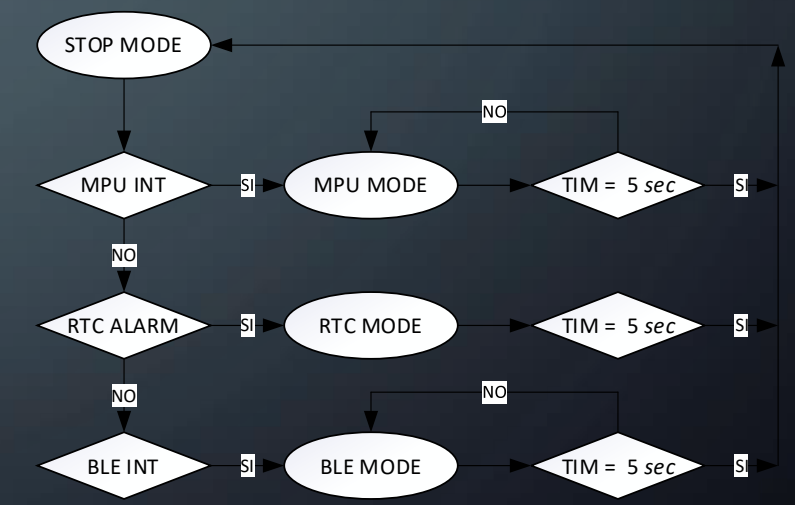 STOP MODE
NO
MPU INT
SI
MPU MODE
TIM = 5 sec
SI
NO
RTC ALARM
SI
RTC MODE
TIM = 5 sec
SI
NO
NO
BLE INT
SI
BLE MODE
TIM = 5 sec
SI